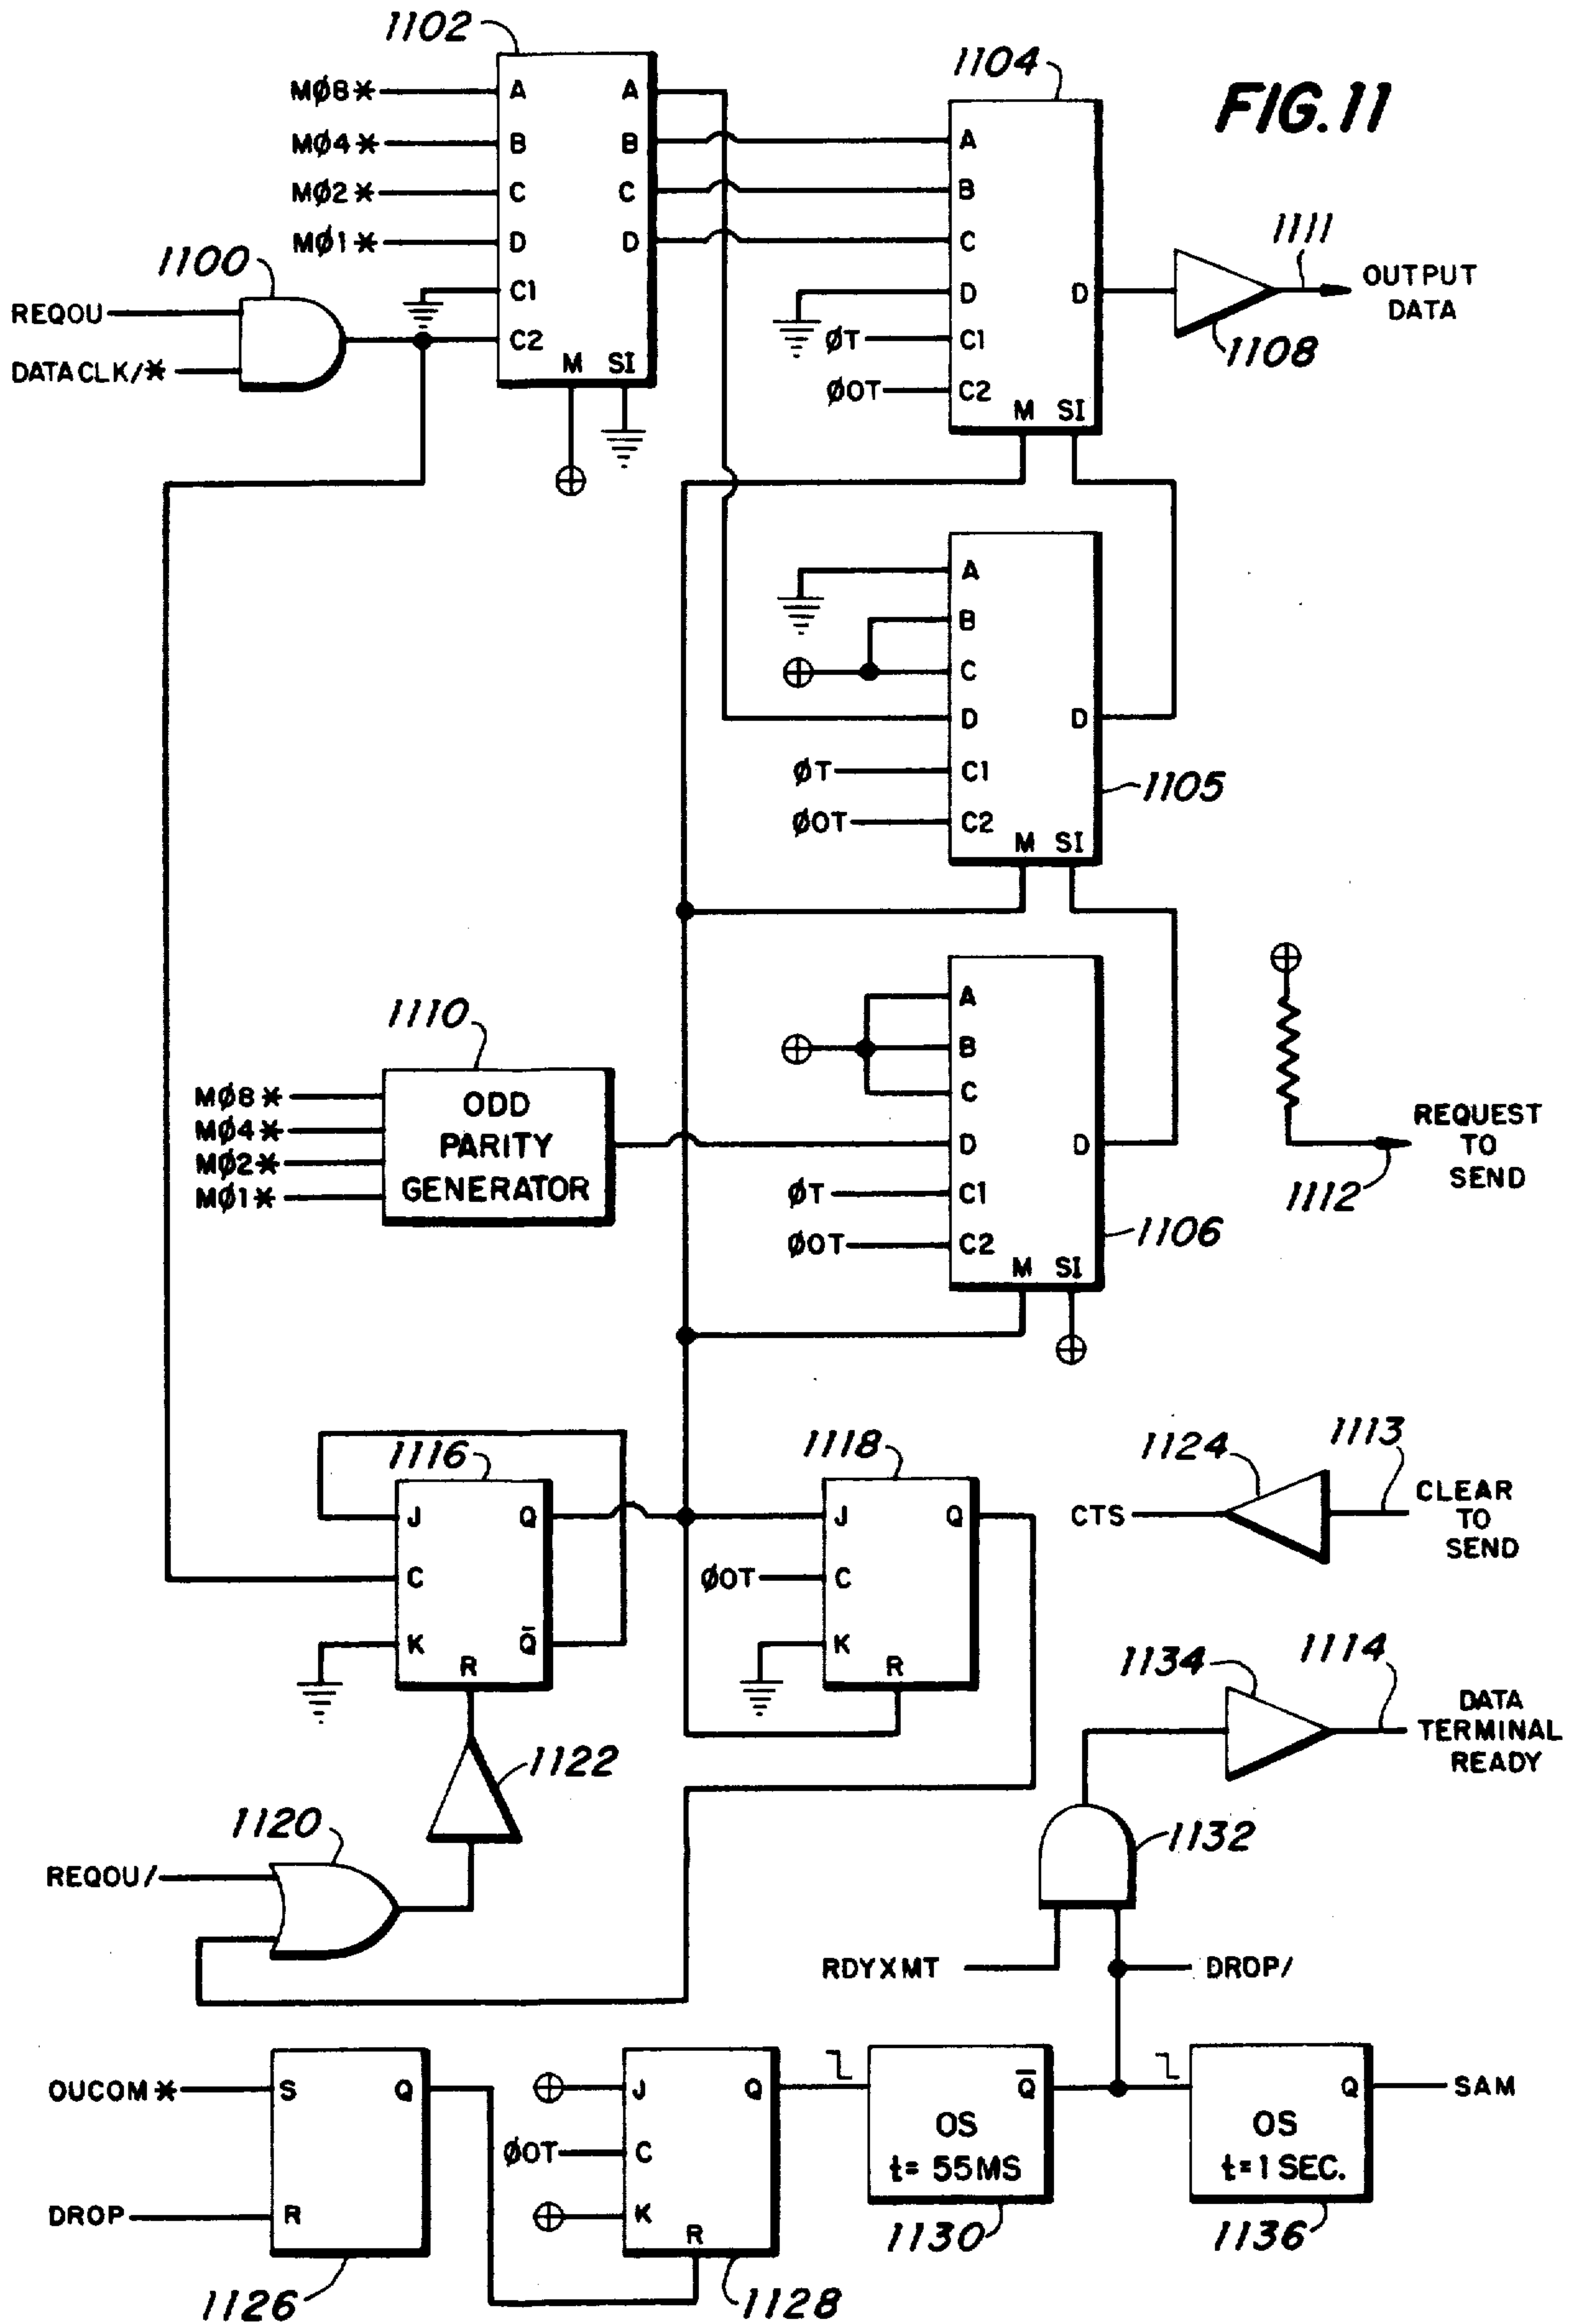 FIG.11
1102
MØ8* A A
MØ4* B B
MØ2* C C
MØ1* D D
C1
C2
M SI
1100
REQOU
DATACLK/*
1104
A
B
C
D D
ØT C1
ØOT C2
M SI
1111
OUTPUT
DATA
1108
A
B
C
D D
ØT C1
ØOT C2
M SI
1105
1110
MØ8*
MØ4*
MØ2*
MØ1*
ODD
PARITY
GENERATOR
A
B
C
D D
ØT C1
ØOT C2
M SI
1106
REQUEST
TO
SEND
1112
1116
J Q
C
K Q̅
R
1118
J Q
ØOT C
K
R
1124
1113
CTS
CLEAR
TO
SEND
1122
1120
REQOU/
1134
1114
DATA
TERMINAL
READY
1132
RDYXMT
DROP/
OUCOM* S Q
DROP R
1126
J Q
ØOT C
K
R
1128
Q̅
OS
t= 55MS
1130
Q SAM
OS
t=1 SEC.
1136